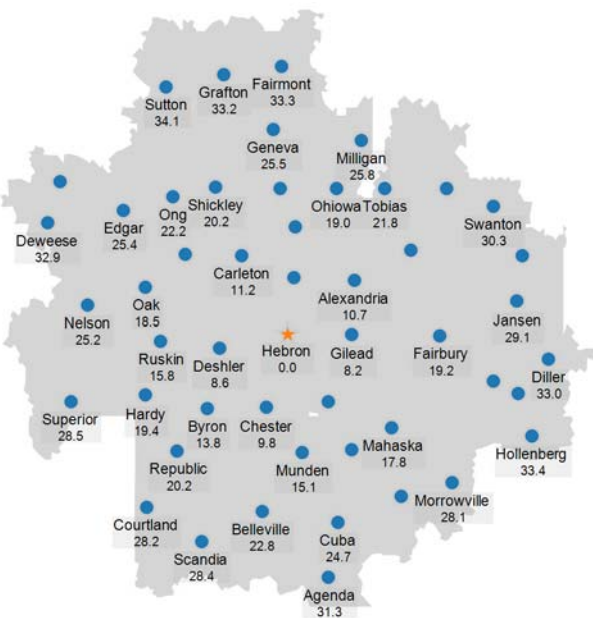 Fairmont
33.3
Grafton
33.2
Sutton
34.1
Geneva
25.5
Milligan
25.8
Shickley
20.2
Ohiowa
19.0
Tobias
21.8
Ong
22.2
Edgar
25.4
Swanton
30.3
Deweese
32.9
Carleton
11.2
Alexandria
10.7
Oak
18.5
Nelson
25.2
Jansen
29.1
Ruskin
15.8
Deshler
8.6
Hebron
0.0
Gilead
8.2
Fairbury
19.2
Diller
33.0
Superior
28.5
Hardy
19.4
Byron
13.8
Chester
9.8
Mahaska
17.8
Hollenberg
33.4
Republic
20.2
Munden
15.1
Morrowville
28.1
Courtland
28.2
Belleville
22.8
Cuba
24.7
Scandia
28.4
Agenda
31.3